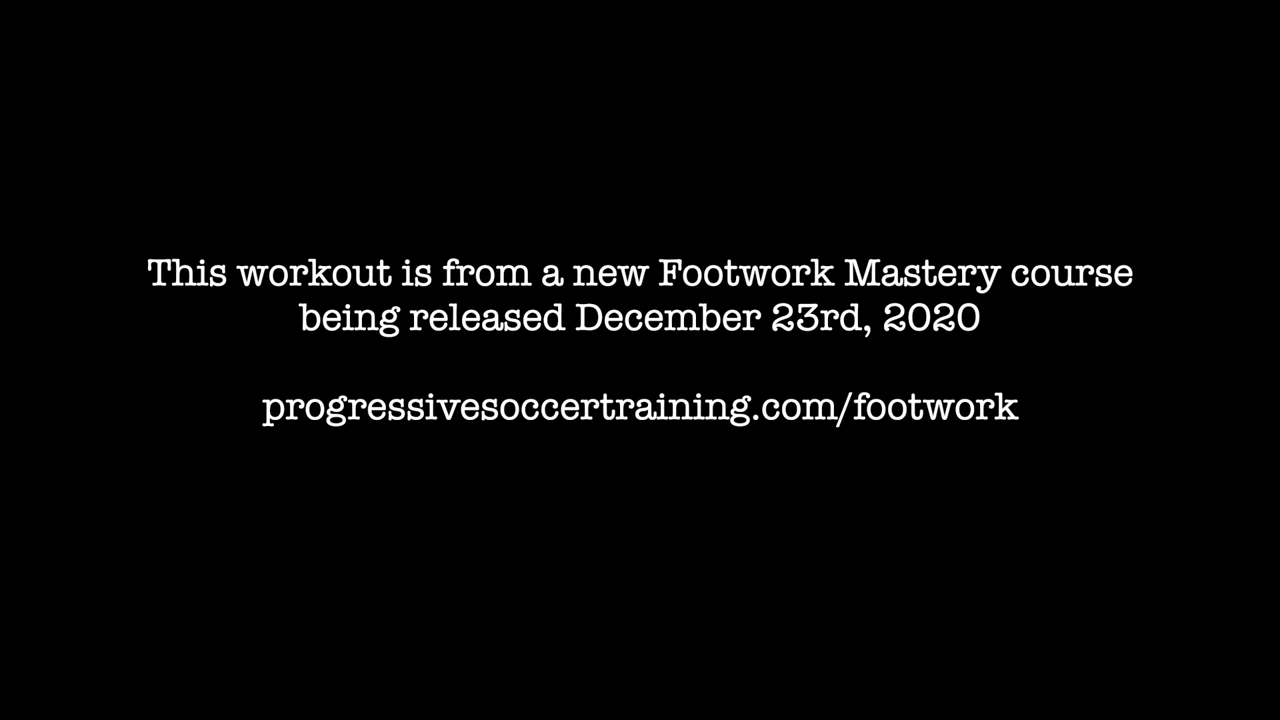 This workout is from a new Footwork Mastery course
being released December 23rd, 2020
progressivesoccertraining.com/footwork